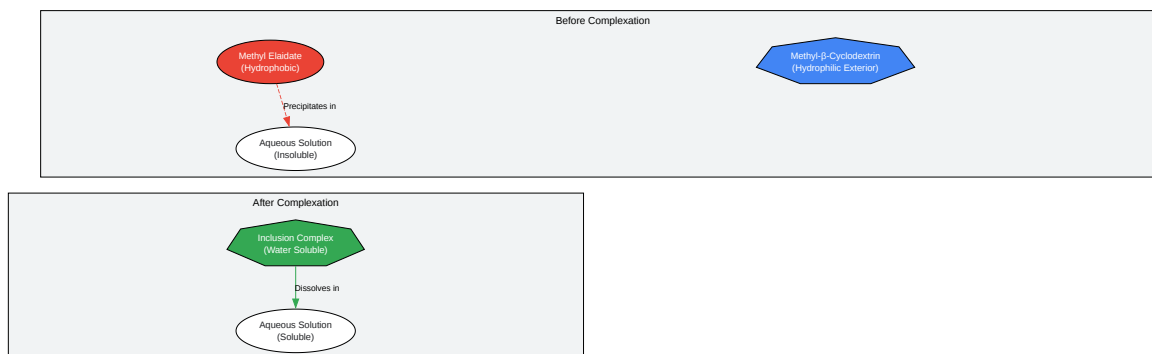 Before Complexation
Methyl Elaidate
(Hydrophobic)
Methyl-β-Cyclodextrin
(Hydrophilic Exterior)
Precipitates in
Aqueous Solution
(Insoluble)
After Complexation
Inclusion Complex
(Water Soluble)
Dissolves in
Aqueous Solution
(Soluble)